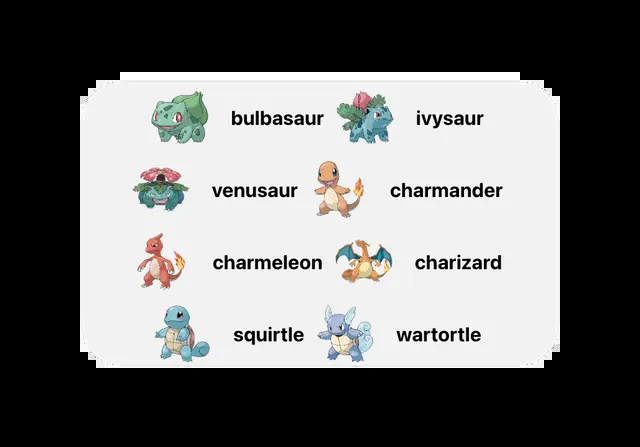 bulbasaur ivysaur
venusaur charmander
charmeleon charizard
squirtle wartortle